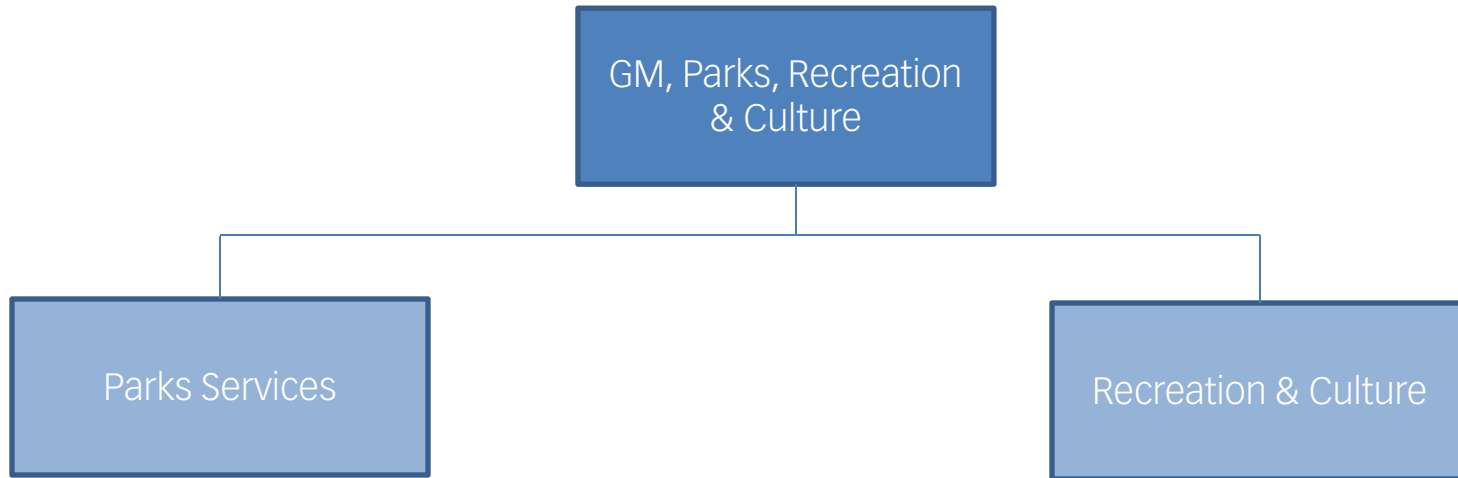 GM, Parks, Recreation
& Culture
Parks Services
Recreation & Culture